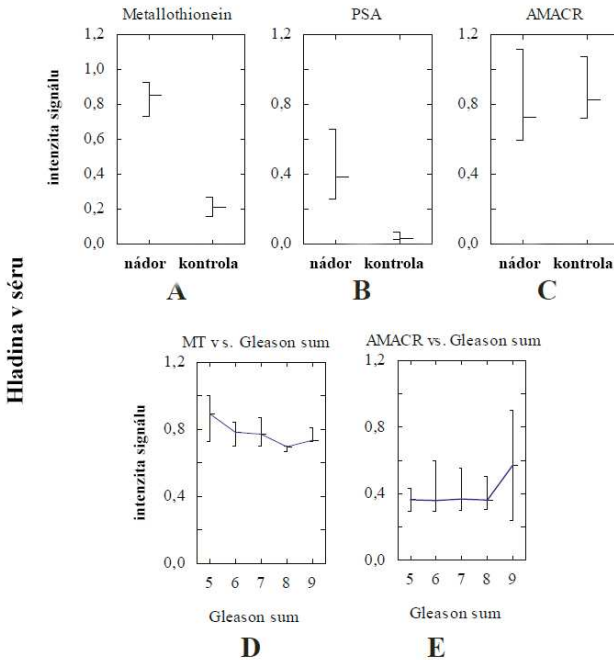 Metallothionein
PSA
AMACR
intenzita signálu
1,2
1,0
0,8
0,6
0,4
0,2
0,0
nádor kontrola
A
1,2
0,8
0,4
0,0
nádor kontrola
B
1,2
0,8
0,4
0,0
nádor kontrola
C
Hladina v séru
MT vs. Gleason sum
intenzita signálu
1,2
0,8
0,4
0,0
5 6 7 8 9
Gleason sum
D
AMACR vs. Gleason sum
1,2
0,8
0,4
0,0
5 6 7 8 9
Gleason sum
E